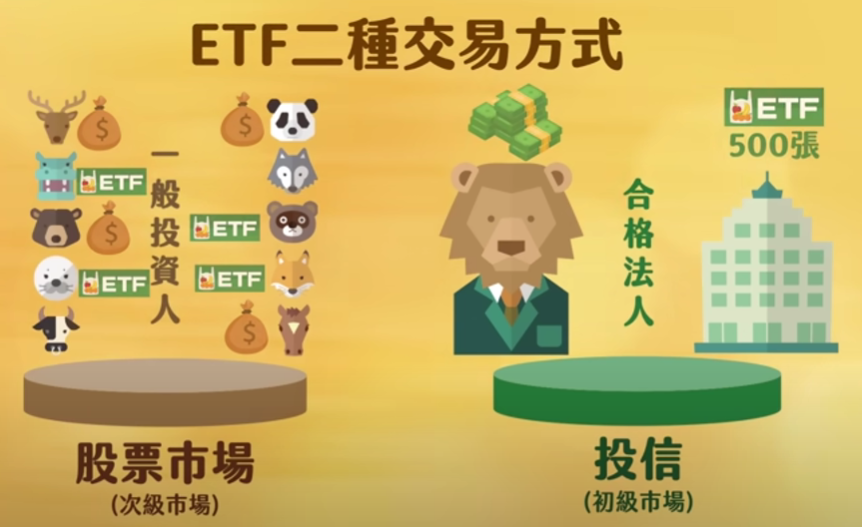 ETF二種交易方式
ETF
ETF
ETF
ETF
一般投資人
股票市場
(次級市場)
ETF
500張
合格法人
投信
(初級市場)